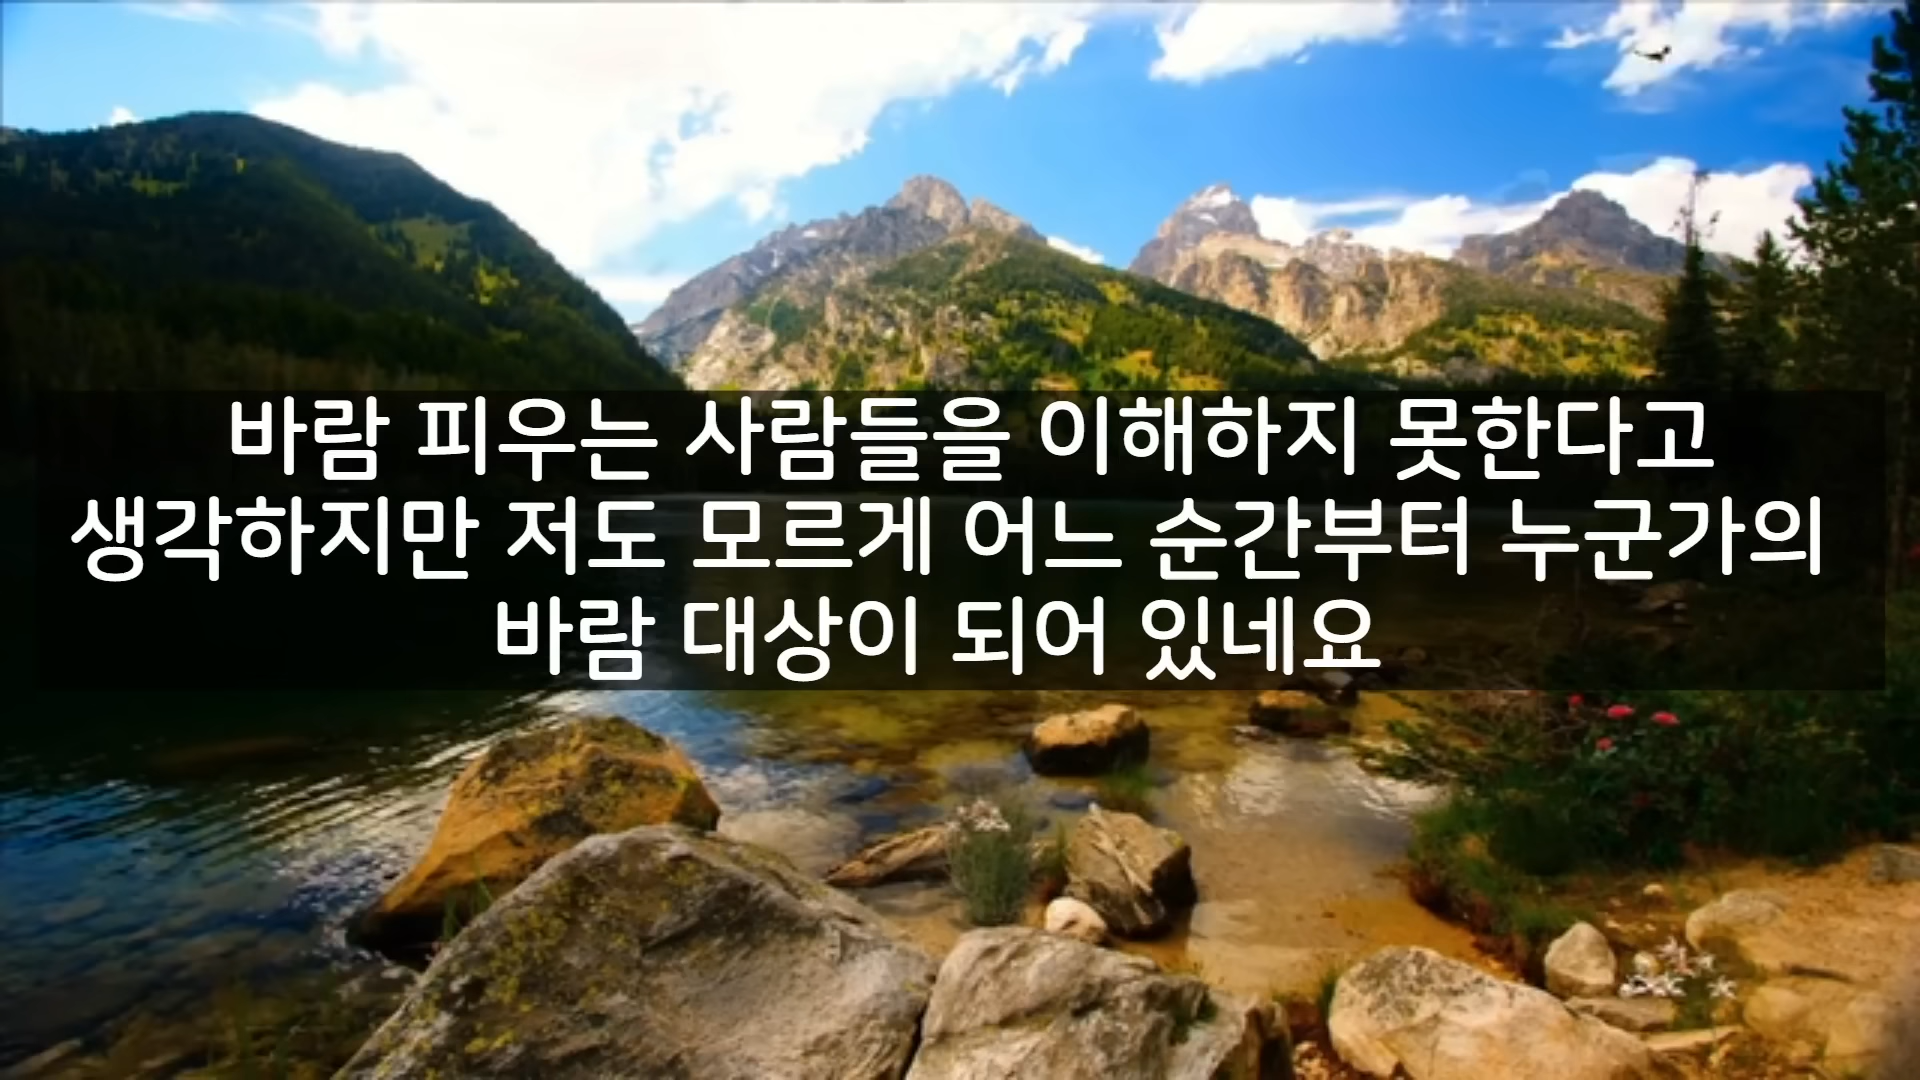 바람 피우는 사람들을 이해하지 못한다고
생각하지만 저도 모르게 어느 순간부터 누군가의
바람 대상이 되어 있네요